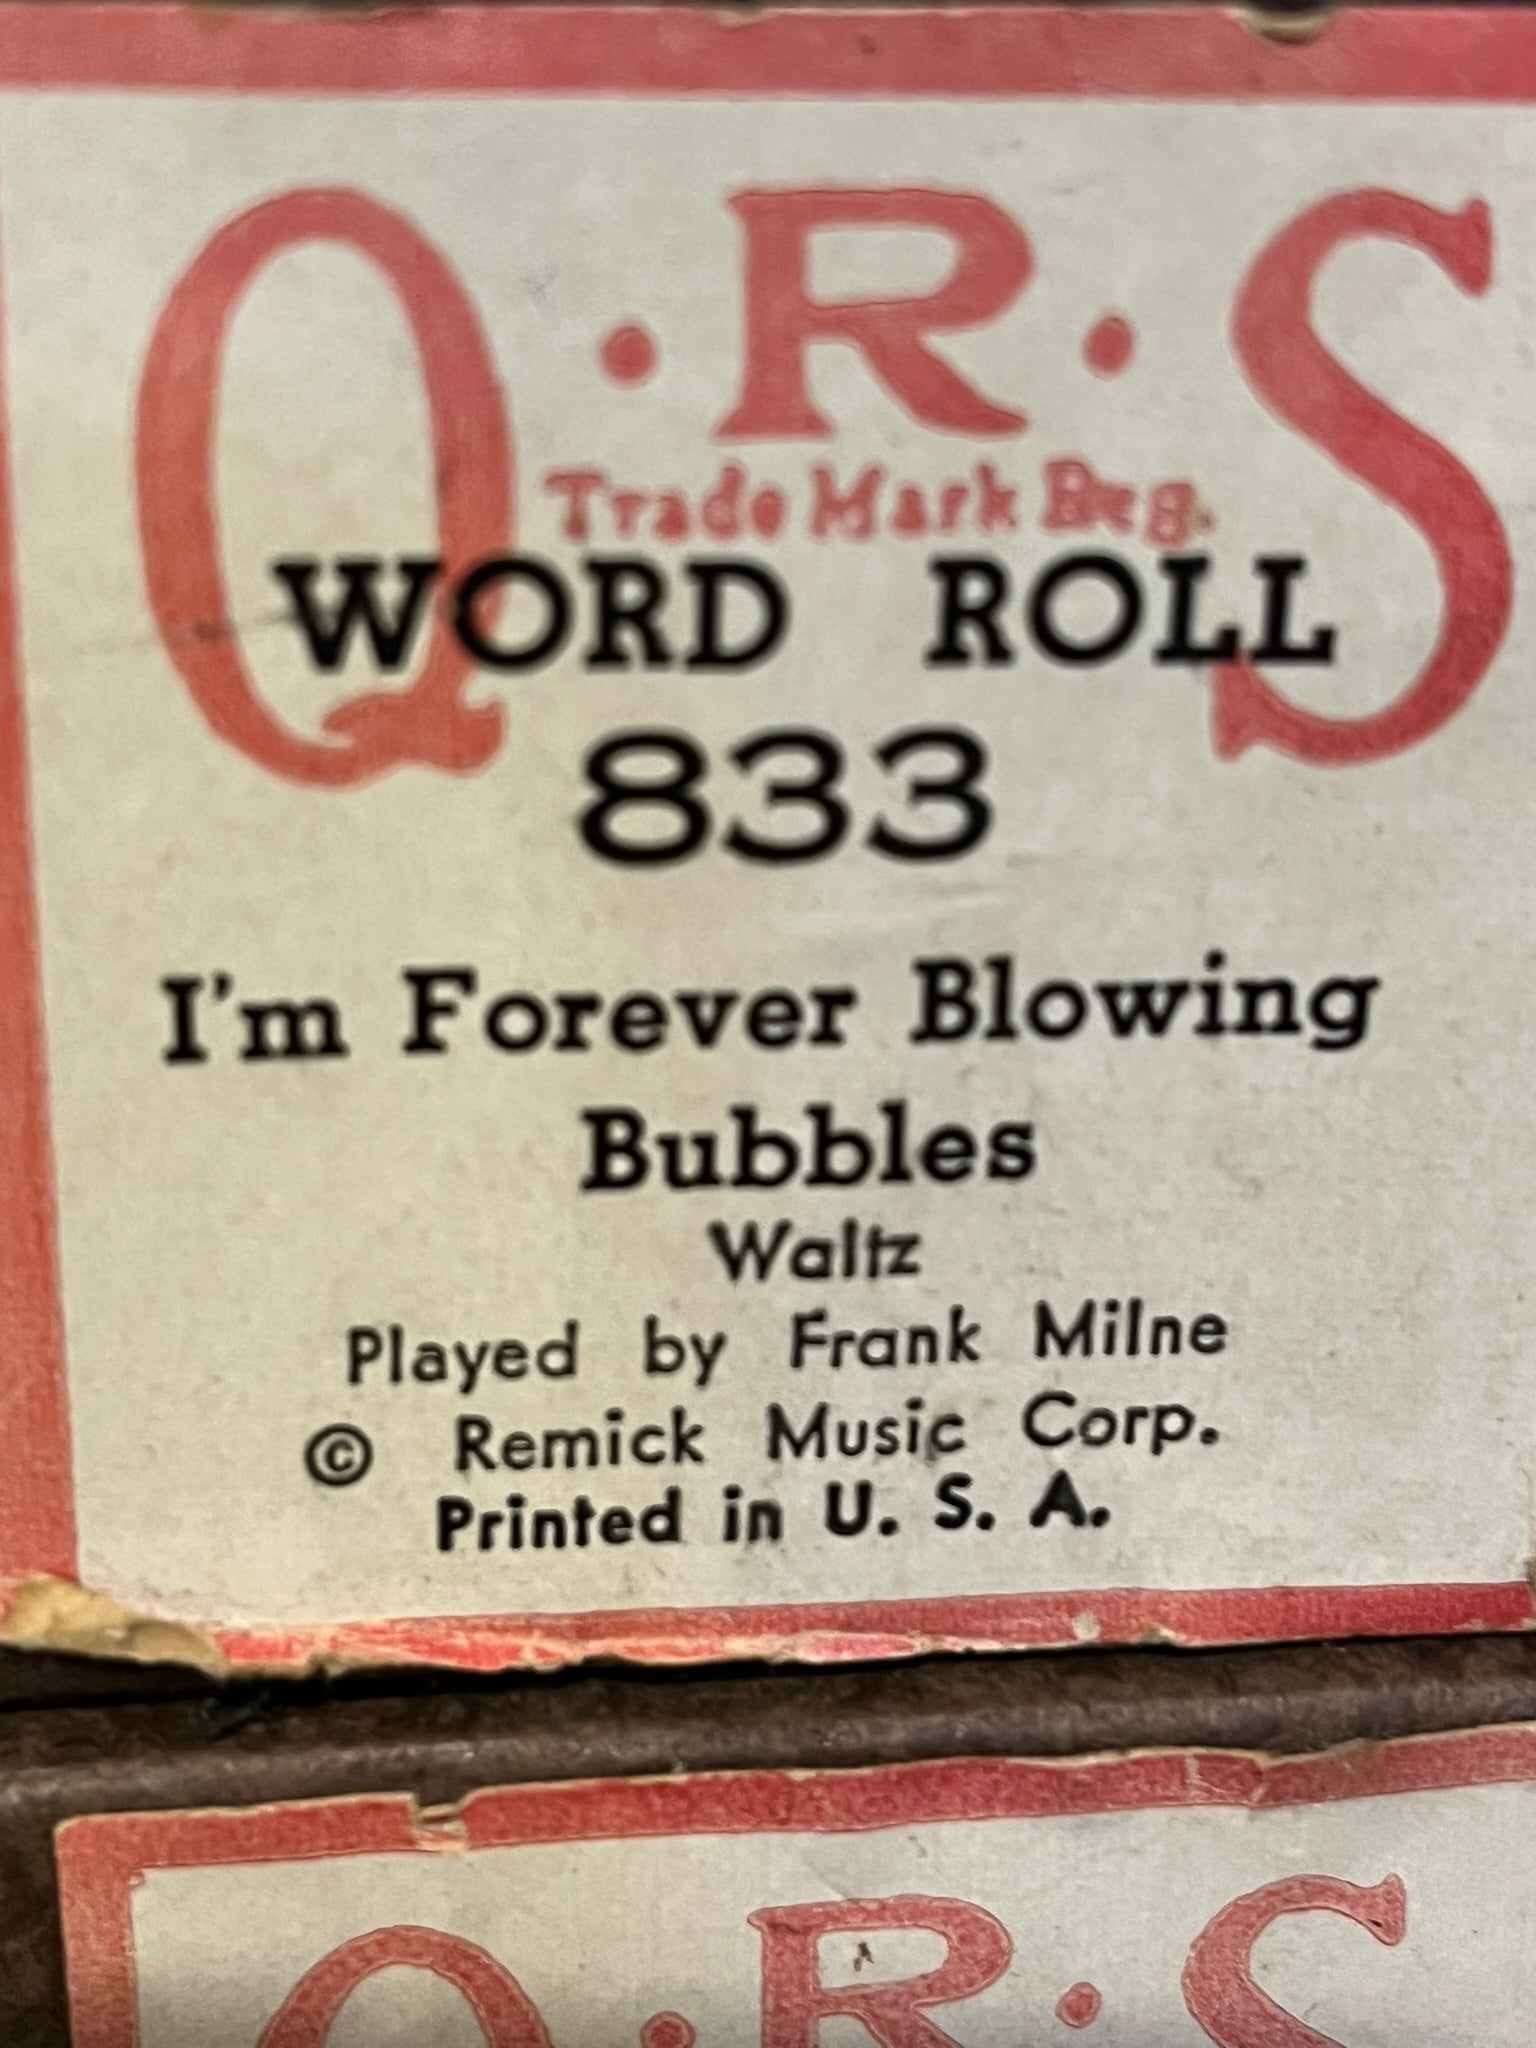 Q·R·S
Trade Mark Reg.
WORD ROLL
833
I'm Forever Blowing
Bubbles
Waltz
Played by Frank Milne
© Remick Music Corp.
Printed in U. S. A.
Q·R·S